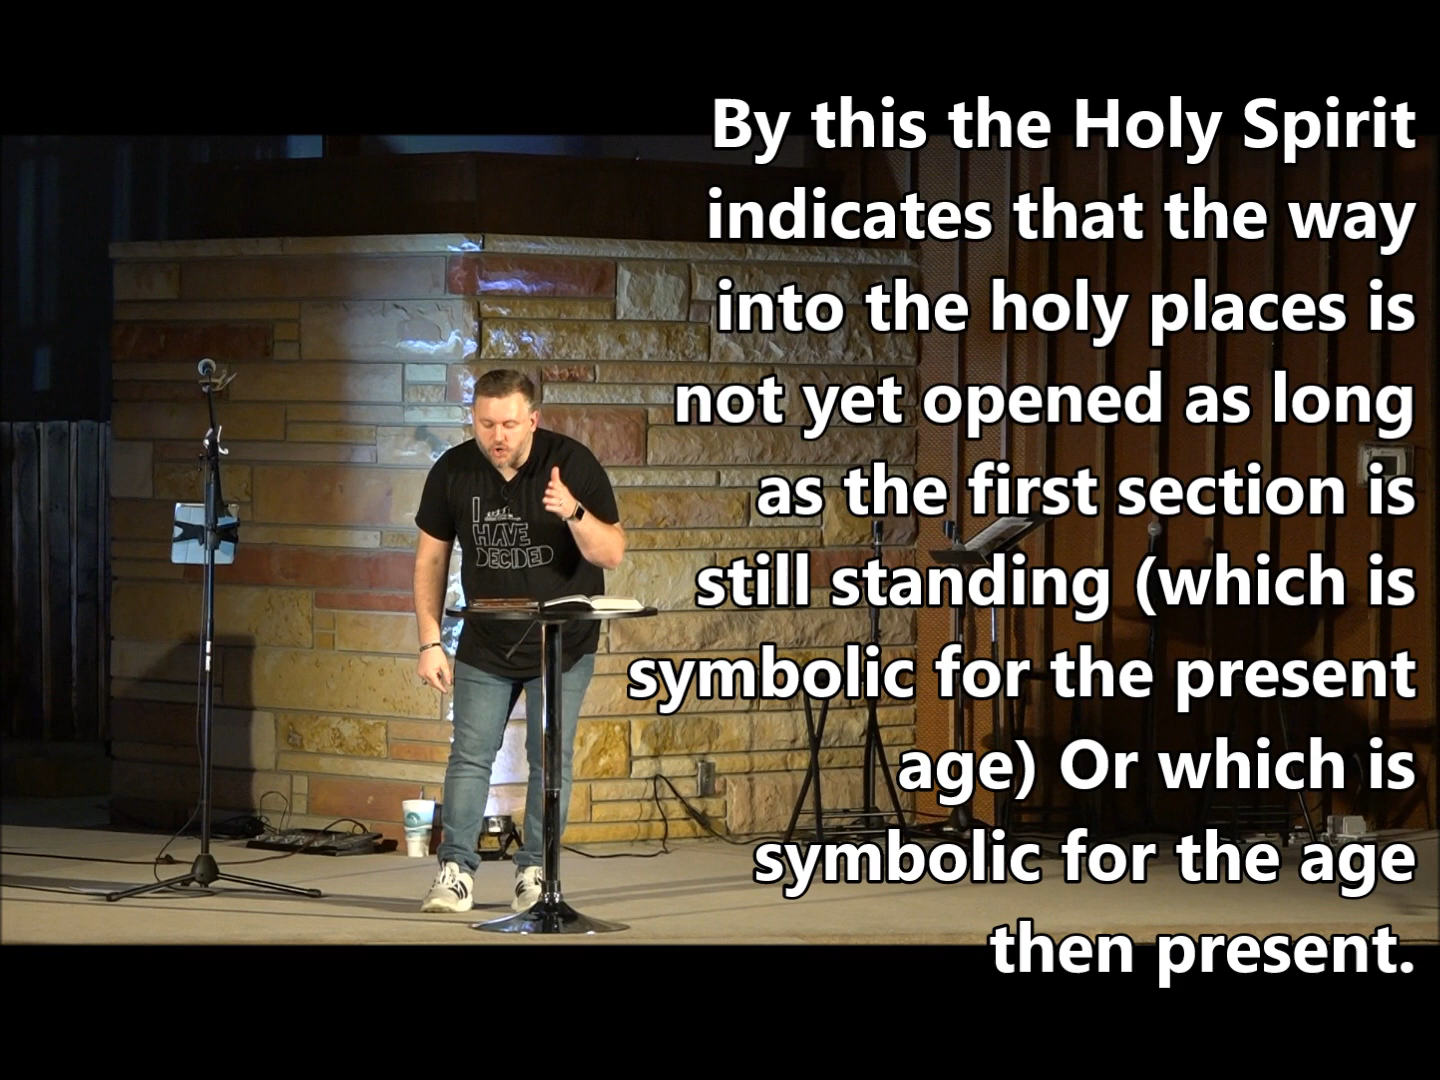 By this the Holy Spirit
indicates that the way
into the holy places is
not yet opened as long
as the first section is
still standing (which is
symbolic for the present
age) Or which is
symbolic for the age
then present.
I
HAVE
DECIDED